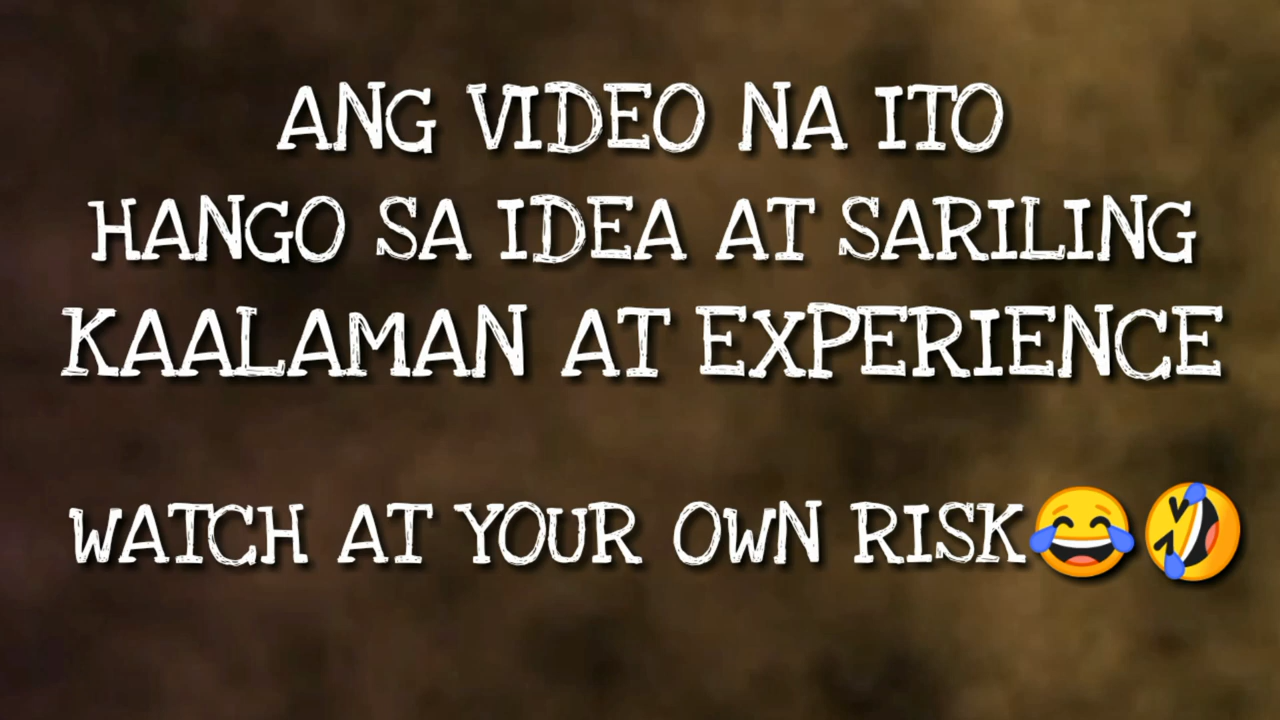 ANG VIDEO NA ITO
HANGO SA IDEA AT SARILING
KAALAMAN AT EXPERIENCE
WATCH AT YOUR OWN RISK😂🤣